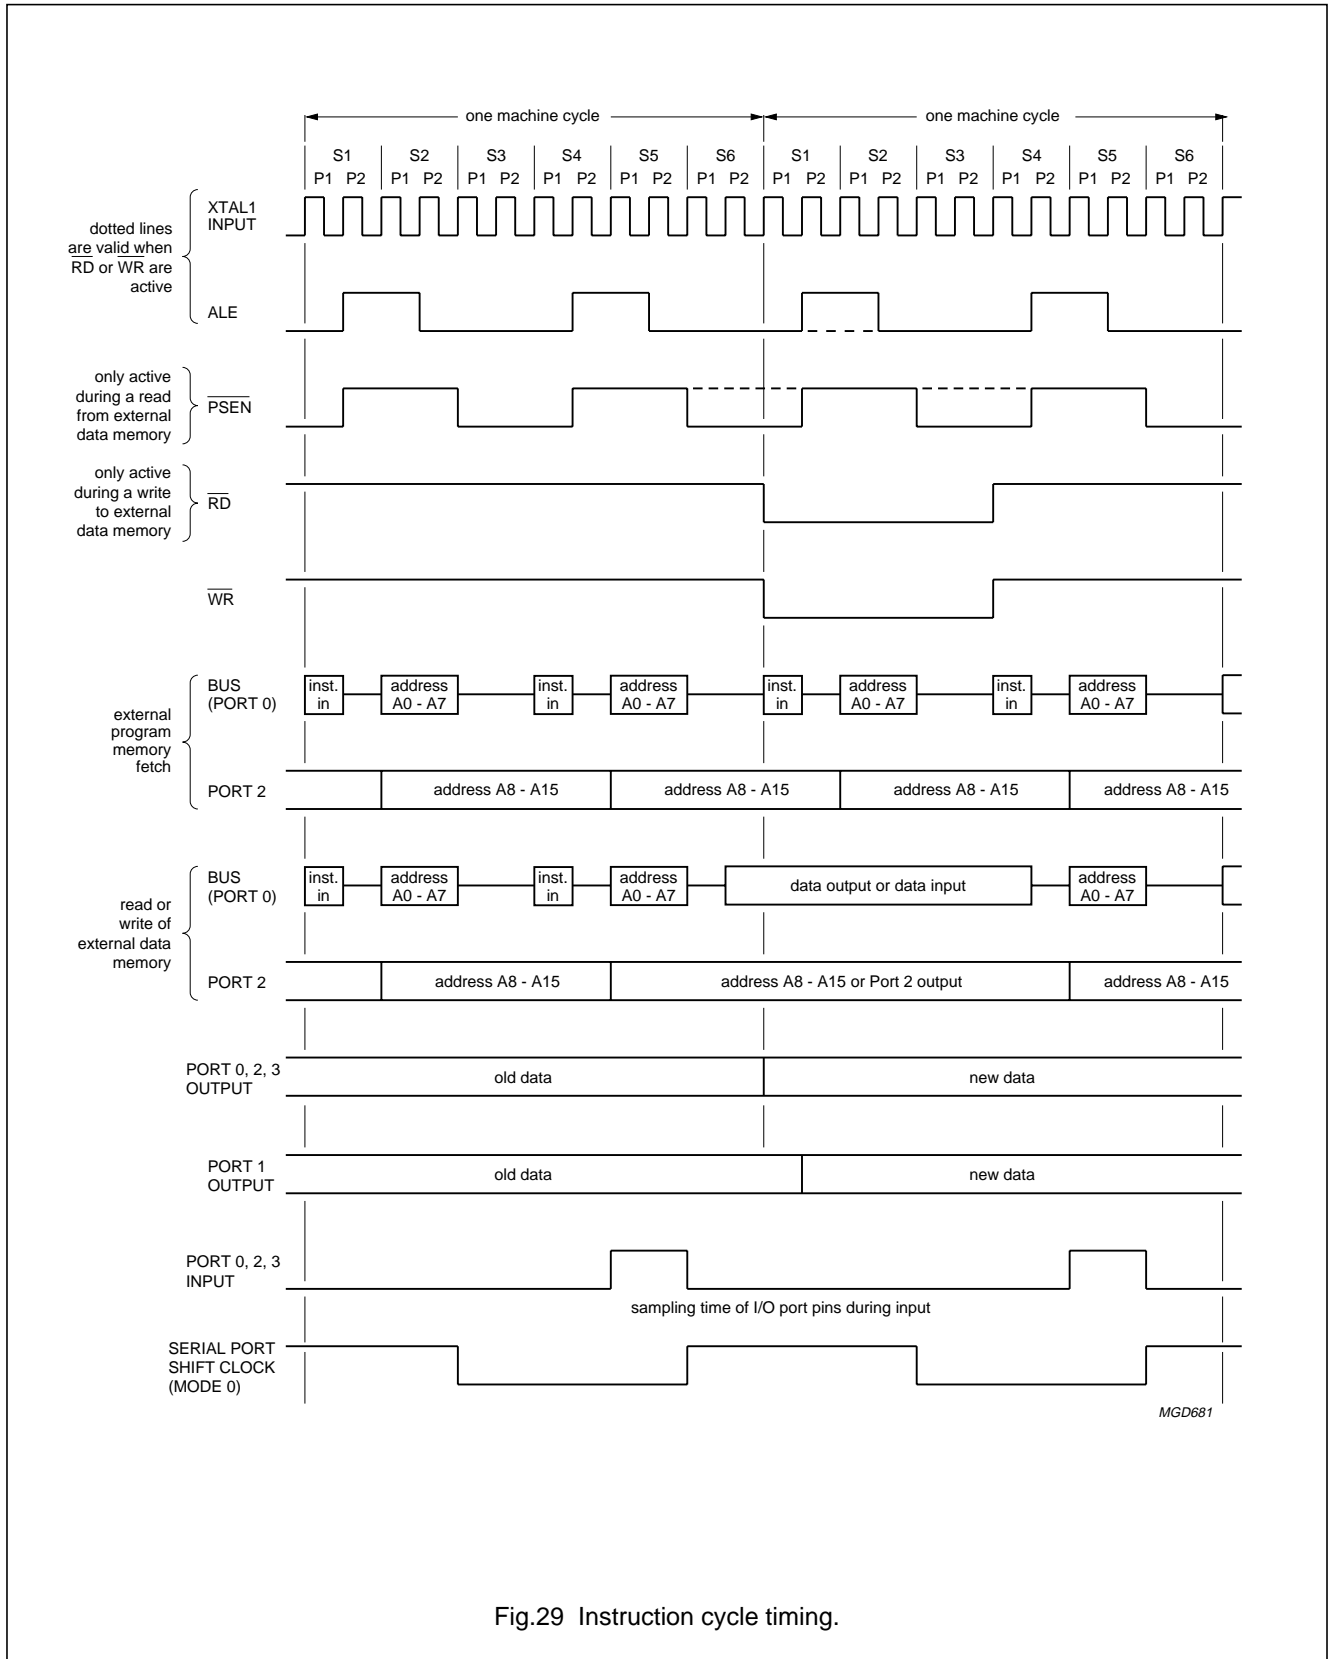 one machine cycle one machine cycle
S1 S2 S3 S4 S5 S6 S1 S2 S3 S4 S5 S6
P1 P2 P1 P2 P1 P2 P1 P2 P1 P2 P1 P2 P1 P2 P1 P2 P1 P2 P1 P2 P1 P2 P1 P2
XTAL1
INPUT
dotted lines
are valid when
RD or WR are
active
ALE
only active
during a read
from external
data memory
PSEN
only active
during a write
to external
data memory
RD
WR
external
program
memory
fetch
BUS
(PORT 0)
inst. address inst. address inst. address inst. address
in A0 - A7 in A0 - A7 in A0 - A7 in A0 - A7
PORT 2
address A8 - A15 address A8 - A15 address A8 - A15 address A8 - A15
read or
write of
external data
memory
BUS
(PORT 0)
inst. address inst. address data output or data input address
in A0 - A7 in A0 - A7 A0 - A7
PORT 2
address A8 - A15 address A8 - A15 or Port 2 output address A8 - A15
PORT 0, 2, 3
OUTPUT
old data new data
PORT 1
OUTPUT
old data new data
PORT 0, 2, 3
INPUT
sampling time of I/O port pins during input
SERIAL PORT
SHIFT CLOCK
(MODE 0)
MGD681
Fig.29 Instruction cycle timing.